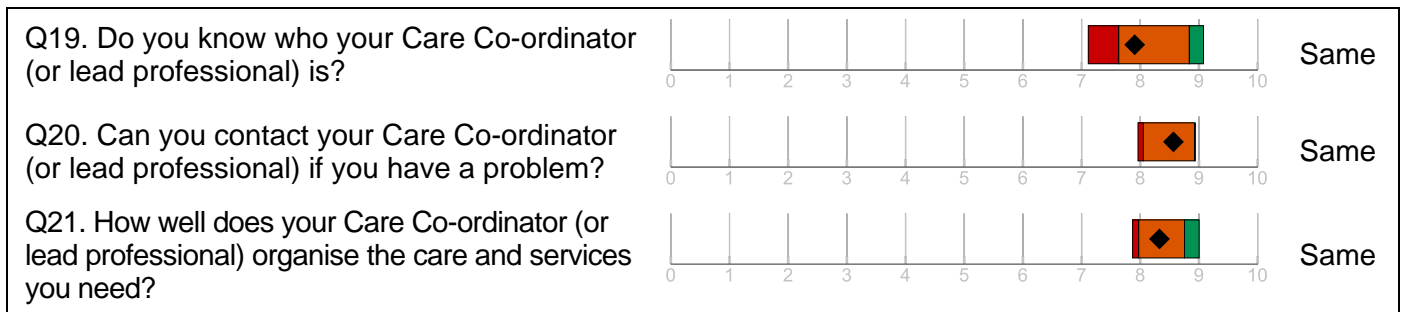 Q19. Do you know who your Care Co-ordinator
(or lead professional) is?
0 1 2 3 4 5 6 7 8 9 10
Same
Q20. Can you contact your Care Co-ordinator
(or lead professional) if you have a problem?
0 1 2 3 4 5 6 7 8 9 10
Same
Q21. How well does your Care Co-ordinator (or
lead professional) organise the care and services
you need?
0 1 2 3 4 5 6 7 8 9 10
Same